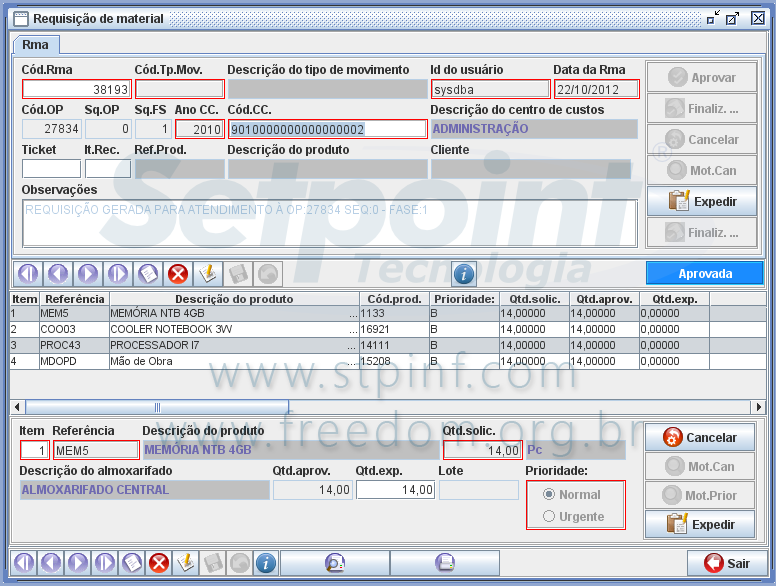 Requisição de material
Rma
Cód.Rma Cód.Tp.Mov. Descrição do tipo de movimento Id do usuário Data da Rma
38193 sysdba 22/10/2012
Cód.OP Sq.OP Sq.FS Ano CC. Cód.CC. Descrição do centro de custos
27834 0 1 2010 9010000000000000002 ADMINISTRAÇÃO
Ticket It.Rec. Ref.Prod. Descrição do produto Cliente
Observações
REQUISIÇÃO GERADA PARA ATENDIMENTO À OP:27834 SEQ:0 - FASE:1
Aprovar
Finaliz. ...
Cancelar
Mot.Can
Expedir
Finaliz. ...
Setpoint®
Tecnologia
Aprovada
Item Referência Descrição do produto Cód.prod. Prioridade: Qtd.solic. Qtd.aprov. Qtd.exp.
1 MEM5 MEMÓRIA NTB 4GB ... 1133 B 14,00000 14,00000 0,00000
2 COO03 COOLER NOTEBOOK 3W ... 16921 B 14,00000 14,00000 0,00000
3 PROC43 PROCESSADOR I7 ... 14111 B 14,00000 14,00000 0,00000
4 MDOPD Mão de Obra ... 15208 B 14,00000 14,00000 0,00000
www.stpinf.com
www.freedom.org.br
Item Referência Descrição do produto Qtd.solic.
1 MEM5 MEMÓRIA NTB 4GB 14,00 Pc
Descrição do almoxarifado Qtd.aprov. Qtd.exp. Lote Prioridade:
ALMOXARIFADO CENTRAL 14,00 14,00
Normal
Urgente
Cancelar
Mot.Can
Mot.Prior
Expedir
Sair